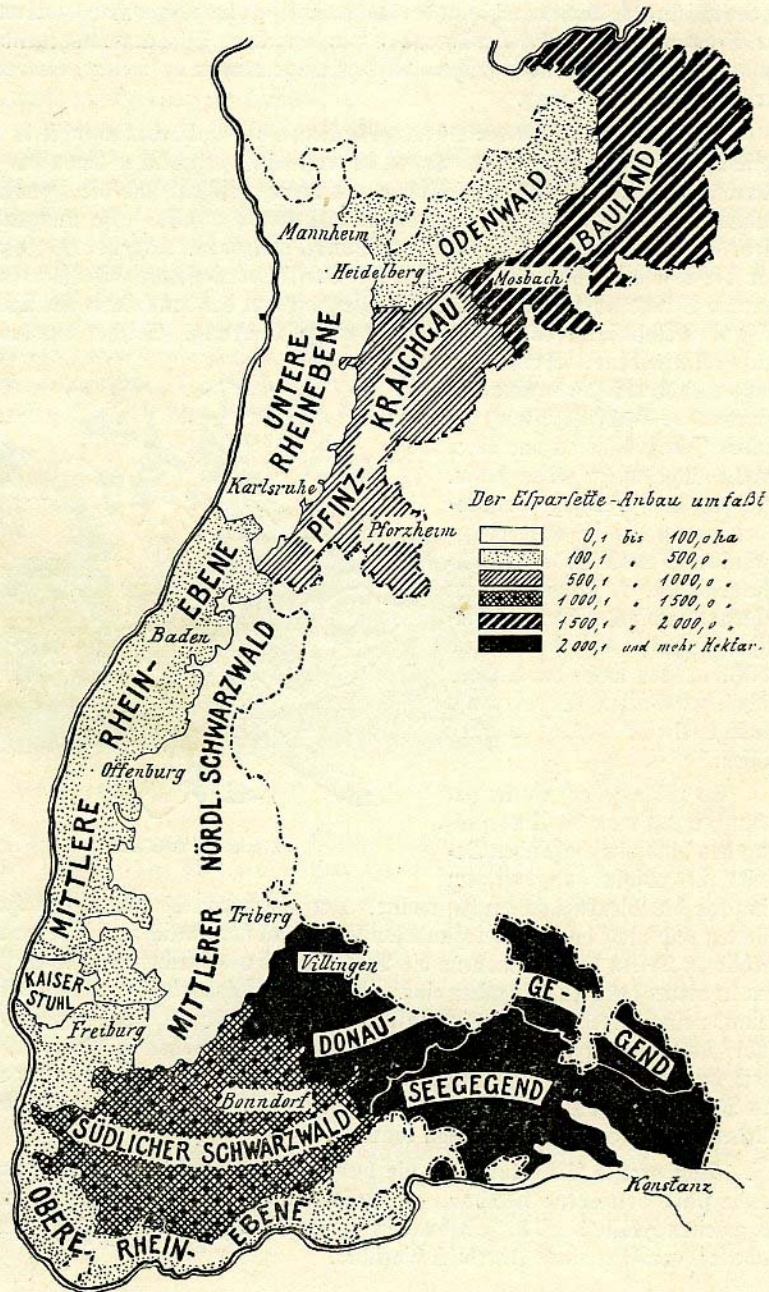 Mannheim
ODENWALD
BAULAND
Heidelberg
Mosbach
UNTERE
RHEINEBENE
PFINZ-
KRAICHGAU
Karlsruhe
Pforzheim
Der Eſparſette-Anbau umfaßt
0,1 bis 100,0 ha
100,1 „ 500,0 „
500,1 „ 1000,0 „
1000,1 „ 1500,0 „
1500,1 „ 2000,0 „
2000,1 und mehr Hektar.
MITTLERE
RHEIN-
EBENE
Baden
Offenburg
NÖRDL. SCHWARZWALD
MITTLERER
Triberg
Villingen
KAISER-
STUHL
Freiburg
DONAU-
GE-
GEND
SEEGEGEND
Bonndorf
SÜDLICHER SCHWARZWALD
Konstanz
OBERE-
RHEIN-
EBENE